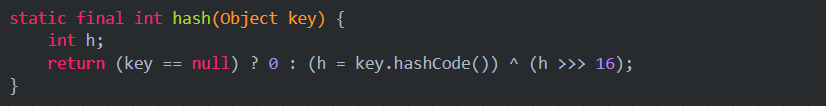 static final int hash(Object key) {
    int h;
    return (key == null) ? 0 : (h = key.hashCode()) ^ (h >>> 16);
}